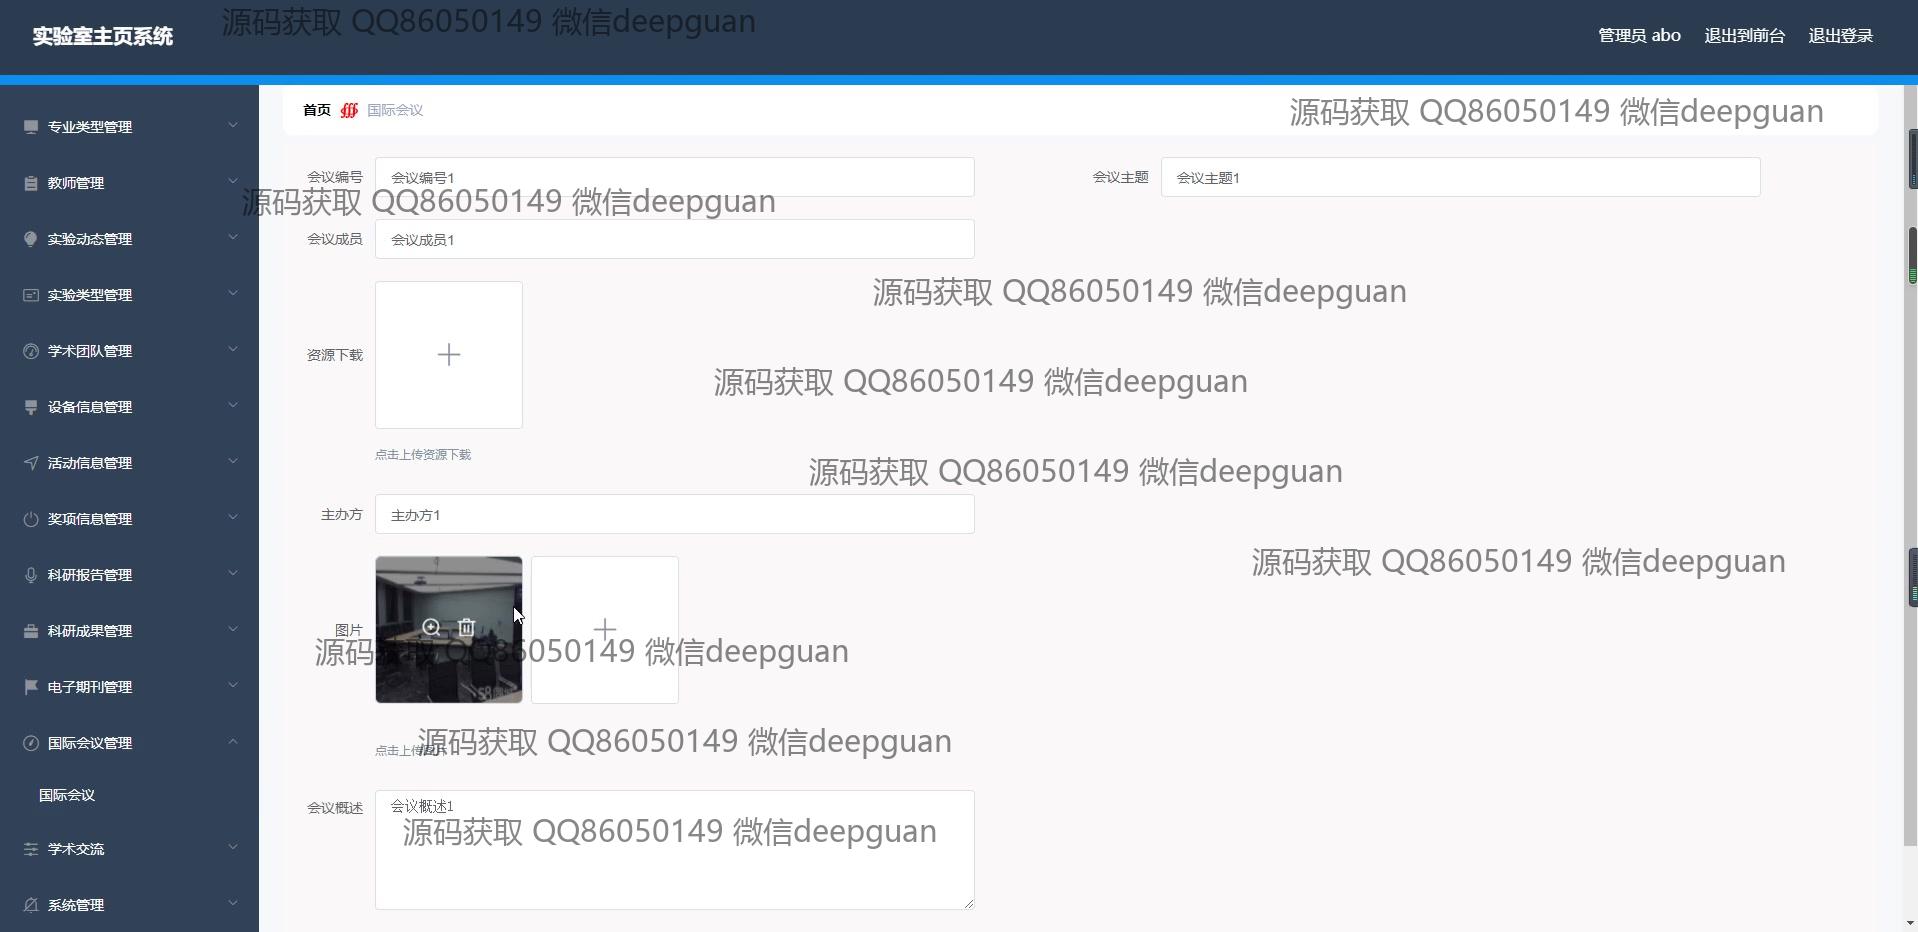 实验室主页系统
源码获取 QQ86050149 微信deepguan
管理员 abo
退出到前台
退出登录
首页
国际会议
源码获取 QQ86050149 微信deepguan
专业类型管理
教师管理
实验动态管理
实验类型管理
学术团队管理
设备信息管理
活动信息管理
奖项信息管理
科研报告管理
科研成果管理
电子期刊管理
国际会议管理
国际会议
学术交流
系统管理
会议编号
会议编号1
会议主题
会议主题1
源码获取 QQ86050149 微信deepguan
会议成员
会议成员1
源码获取 QQ86050149 微信deepguan
资源下载
源码获取 QQ86050149 微信deepguan
点击上传资源下载
源码获取 QQ86050149 微信deepguan
主办方
主办方1
源码获取 QQ86050149 微信deepguan
图片
源码获取 QQ86050149 微信deepguan
点击上传图片
源码获取 QQ86050149 微信deepguan
会议概述
会议概述1
源码获取 QQ86050149 微信deepguan